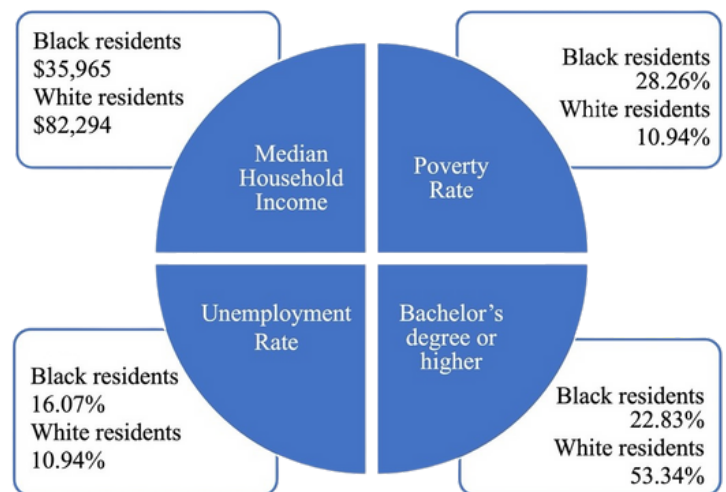 Black residents
$35,965
White residents
$82,294
Median
Household
Income
Black residents
28.26%
White residents
10.94%
Poverty
Rate
Unemployment
Rate
Black residents
16.07%
White residents
10.94%
Bachelor’s
degree or
higher
Black residents
22.83%
White residents
53.34%